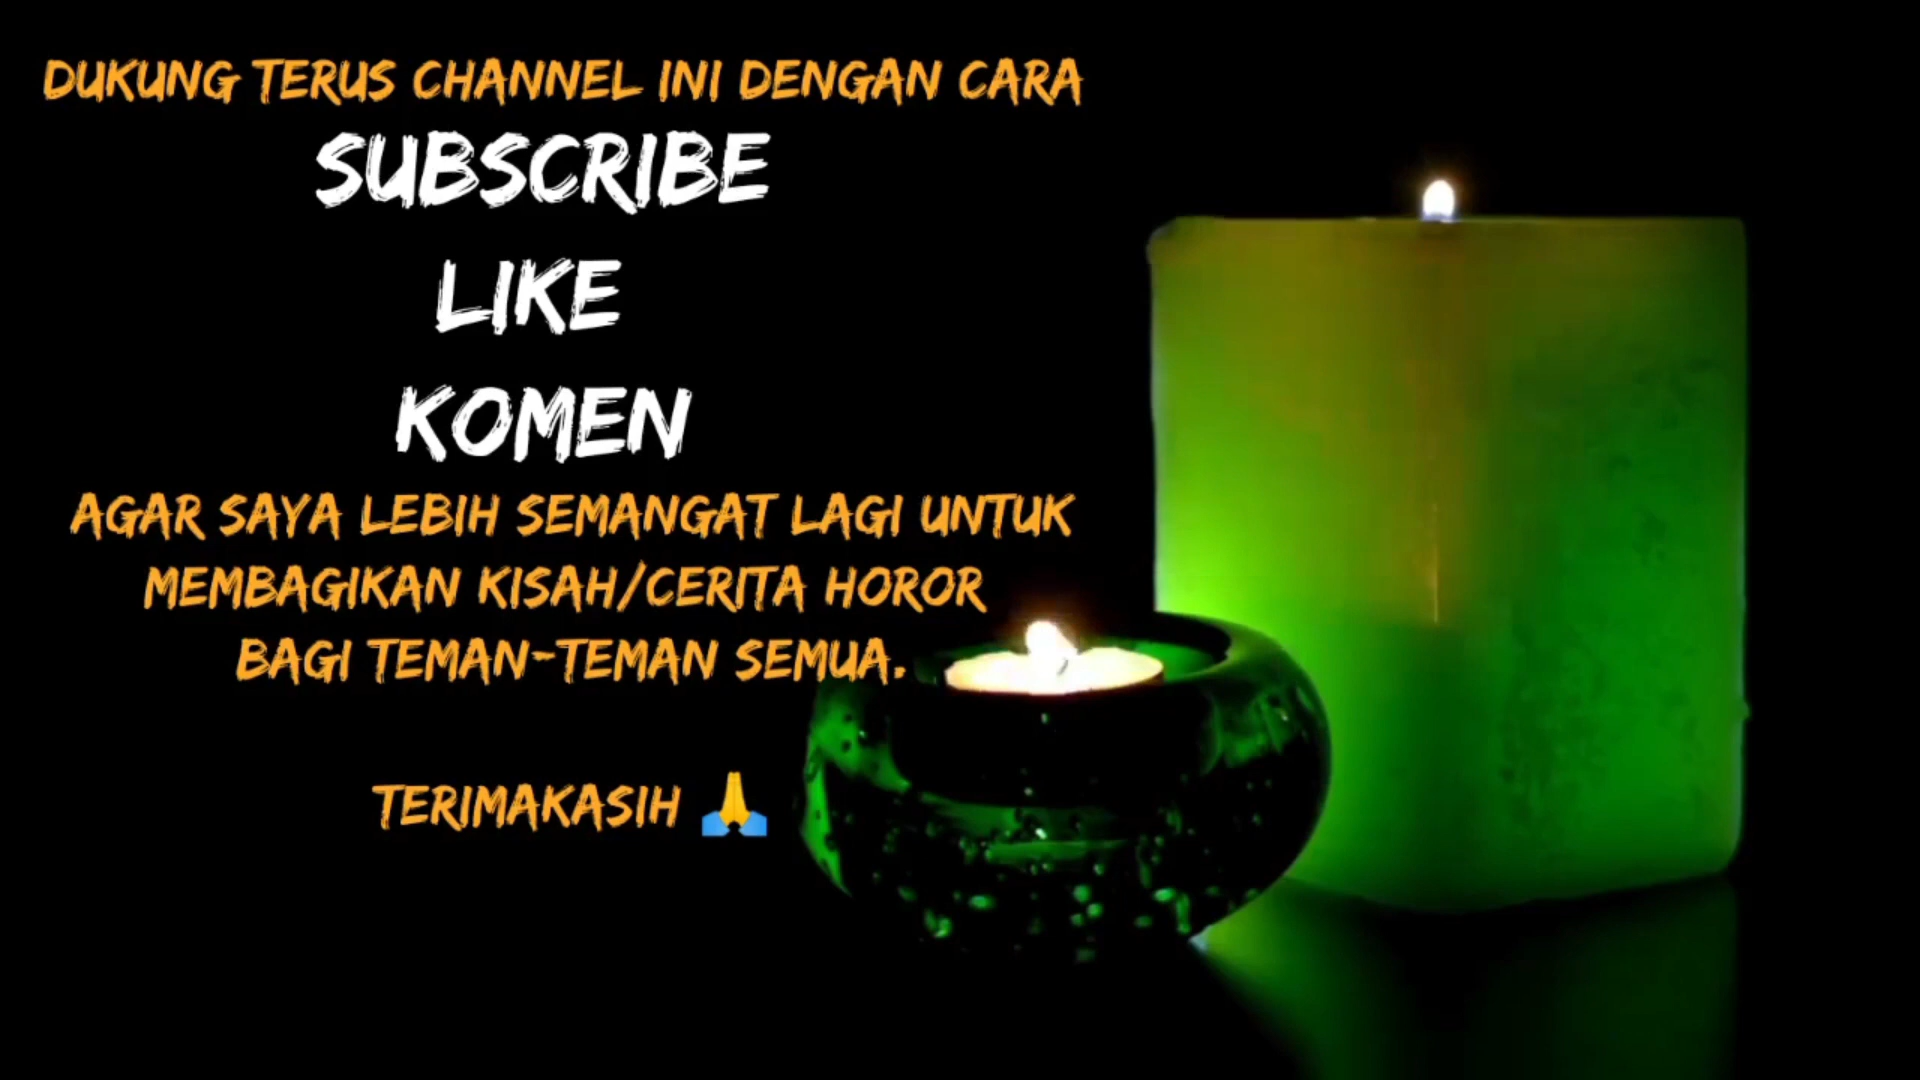 DUKUNG TERUS CHANNEL INI DENGAN CARA
SUBSCRIBE
LIKE
KOMEN
AGAR SAYA LEBIH SEMANGAT LAGI UNTUK
MEMBAGIKAN KISAH/CERITA HOROR
BAGI TEMAN-TEMAN SEMUA.
TERIMAKASIH 🙏